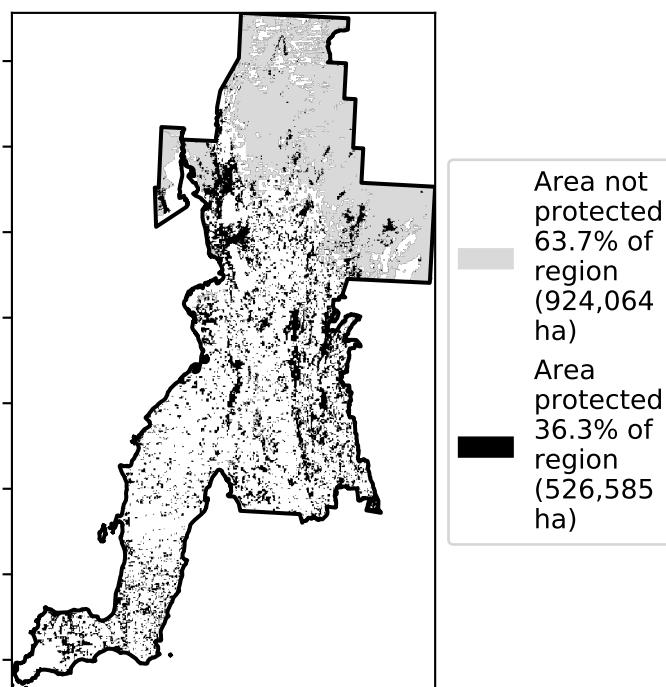 Area not
protected
63.7% of
region
(924,064
ha)
Area
protected
36.3% of
region
(526,585
ha)